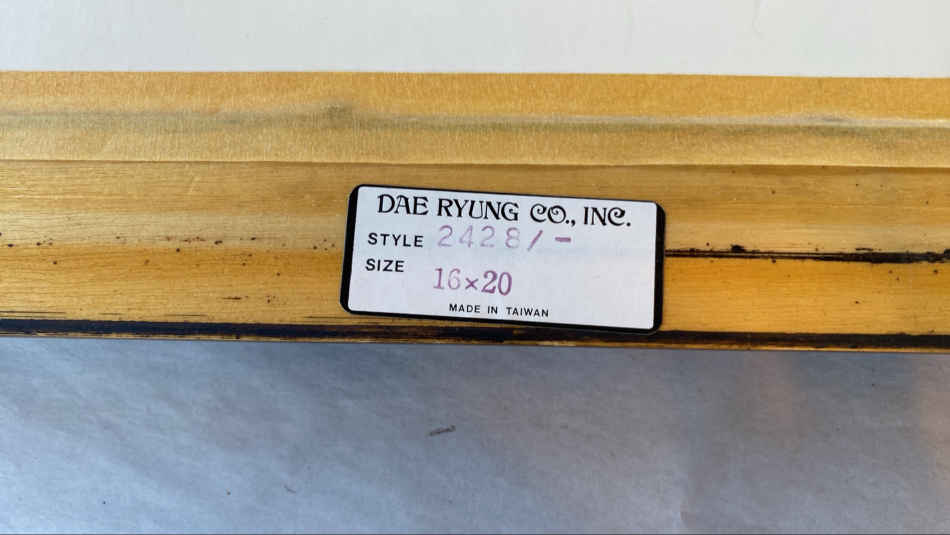 DAE RYUNG CO., INC.
STYLE 2428/-
SIZE 16×20
MADE IN TAIWAN